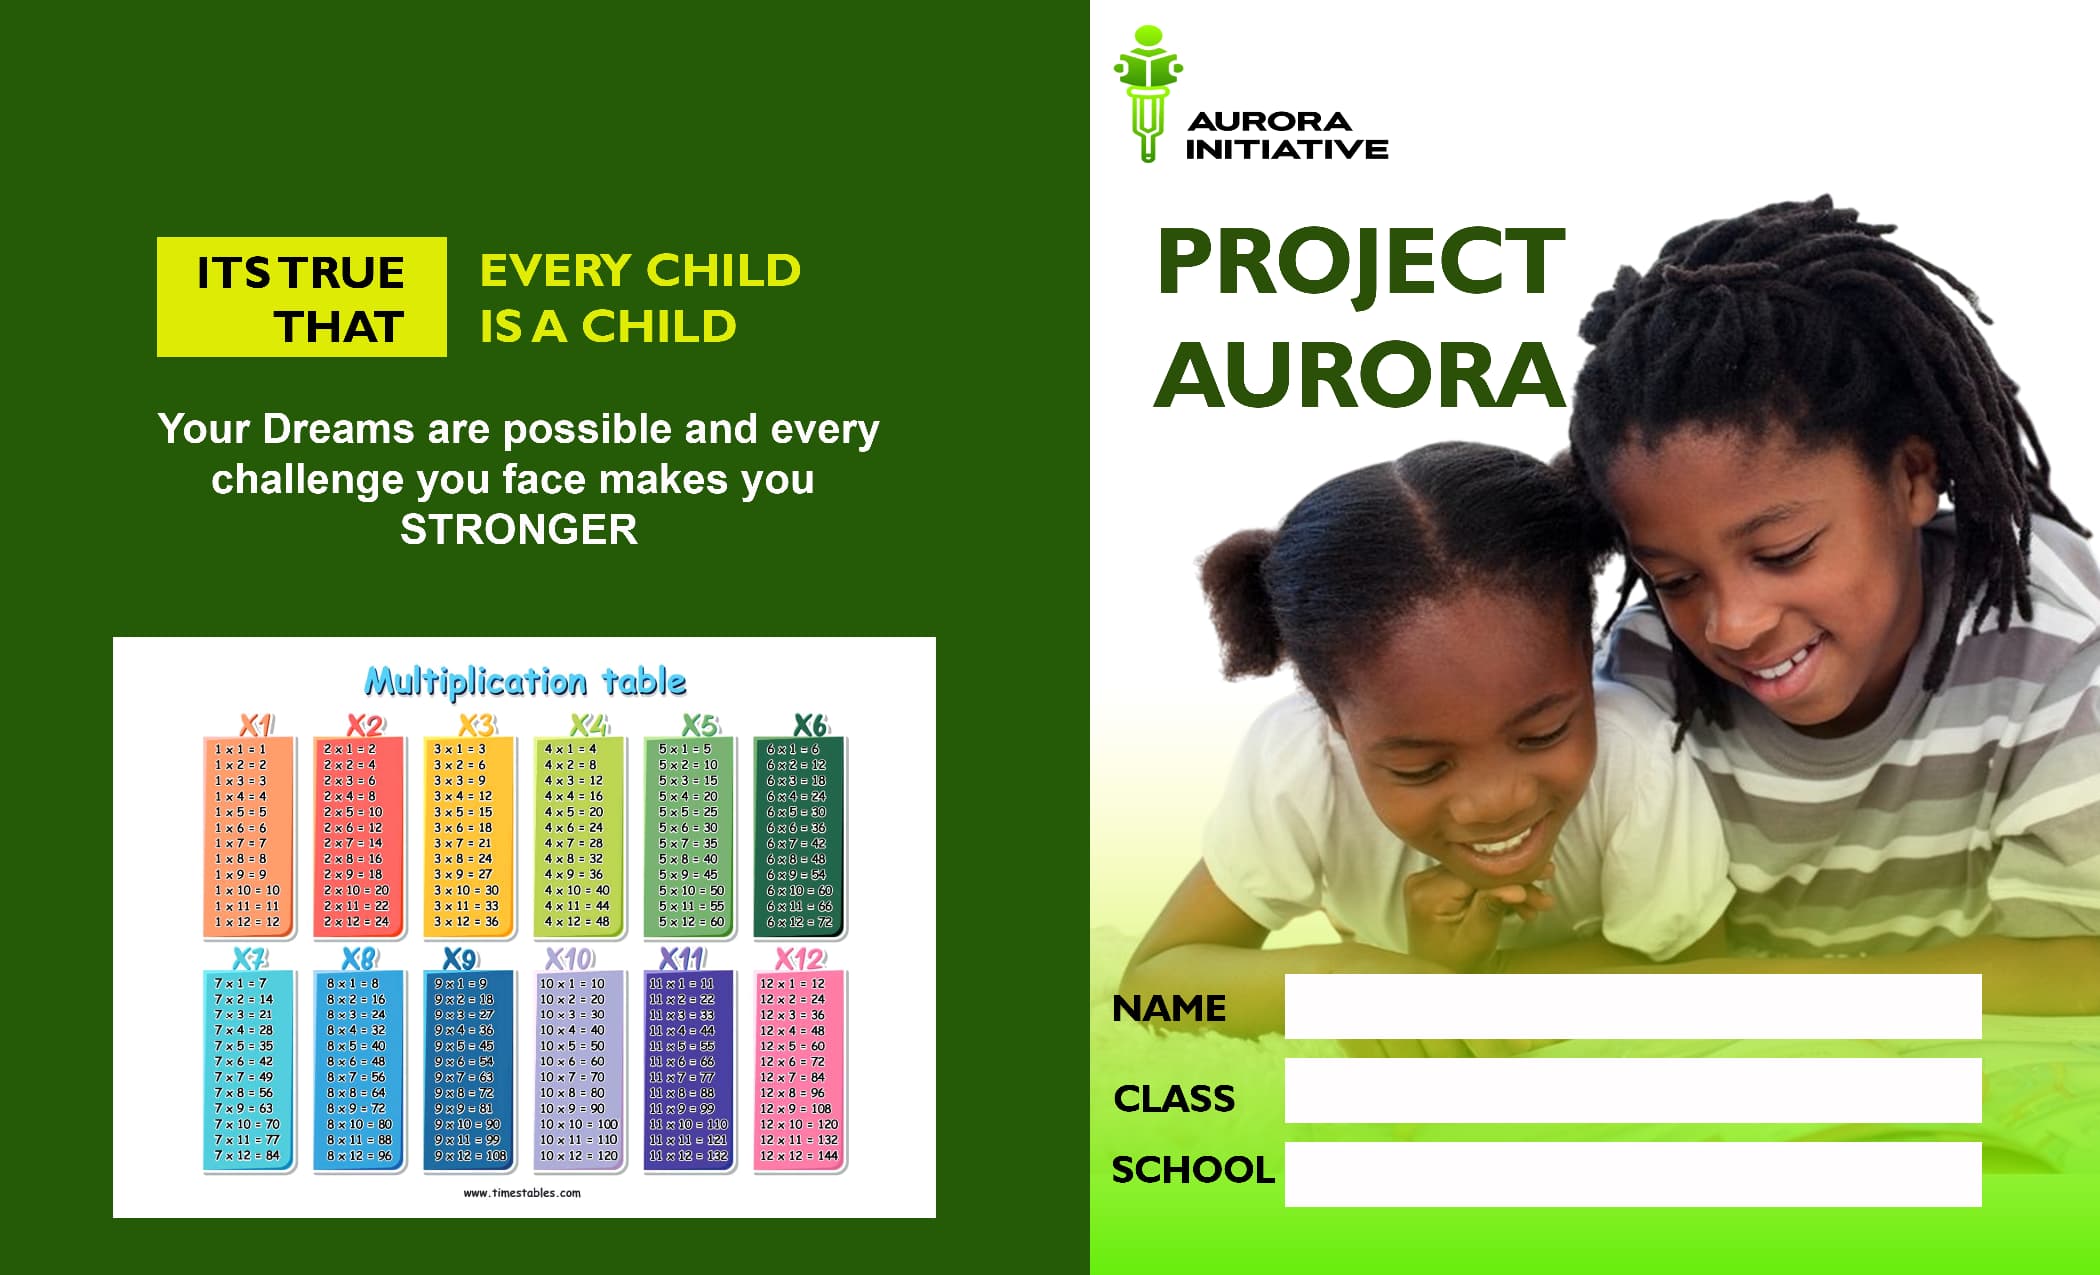 ITS TRUE
THAT
EVERY CHILD
IS A CHILD
Your Dreams are possible and every
challenge you face makes you
STRONGER
Multiplication table
X1
1 x 1 = 1
1 x 2 = 2
1 x 3 = 3
1 x 4 = 4
1 x 5 = 5
1 x 6 = 6
1 x 7 = 7
1 x 8 = 8
1 x 9 = 9
1 x 10 = 10
1 x 11 = 11
1 x 12 = 12
X2
2 x 1 = 2
2 x 2 = 4
2 x 3 = 6
2 x 4 = 8
2 x 5 = 10
2 x 6 = 12
2 x 7 = 14
2 x 8 = 16
2 x 9 = 18
2 x 10 = 20
2 x 11 = 22
2 x 12 = 24
X3
3 x 1 = 3
3 x 2 = 6
3 x 3 = 9
3 x 4 = 12
3 x 5 = 15
3 x 6 = 18
3 x 7 = 21
3 x 8 = 24
3 x 9 = 27
3 x 10 = 30
3 x 11 = 33
3 x 12 = 36
X4
4 x 1 = 4
4 x 2 = 8
4 x 3 = 12
4 x 4 = 16
4 x 5 = 20
4 x 6 = 24
4 x 7 = 28
4 x 8 = 32
4 x 9 = 36
4 x 10 = 40
4 x 11 = 44
4 x 12 = 48
X5
5 x 1 = 5
5 x 2 = 10
5 x 3 = 15
5 x 4 = 20
5 x 5 = 25
5 x 6 = 30
5 x 7 = 35
5 x 8 = 40
5 x 9 = 45
5 x 10 = 50
5 x 11 = 55
5 x 12 = 60
X6
6 x 1 = 6
6 x 2 = 12
6 x 3 = 18
6 x 4 = 24
6 x 5 = 30
6 x 6 = 36
6 x 7 = 42
6 x 8 = 48
6 x 9 = 54
6 x 10 = 60
6 x 11 = 66
6 x 12 = 72
X7
7 x 1 = 7
7 x 2 = 14
7 x 3 = 21
7 x 4 = 28
7 x 5 = 35
7 x 6 = 42
7 x 7 = 49
7 x 8 = 56
7 x 9 = 63
7 x 10 = 70
7 x 11 = 77
7 x 12 = 84
X8
8 x 1 = 8
8 x 2 = 16
8 x 3 = 24
8 x 4 = 32
8 x 5 = 40
8 x 6 = 48
8 x 7 = 56
8 x 8 = 64
8 x 9 = 72
8 x 10 = 80
8 x 11 = 88
8 x 12 = 96
X9
9 x 1 = 9
9 x 2 = 18
9 x 3 = 27
9 x 4 = 36
9 x 5 = 45
9 x 6 = 54
9 x 7 = 63
9 x 8 = 72
9 x 9 = 81
9 x 10 = 90
9 x 11 = 99
9 x 12 = 108
X10
10 x 1 = 10
10 x 2 = 20
10 x 3 = 30
10 x 4 = 40
10 x 5 = 50
10 x 6 = 60
10 x 7 = 70
10 x 8 = 80
10 x 9 = 90
10 x 10 = 100
10 x 11 = 110
10 x 12 = 120
X11
11 x 1 = 11
11 x 2 = 22
11 x 3 = 33
11 x 4 = 44
11 x 5 = 55
11 x 6 = 66
11 x 7 = 77
11 x 8 = 88
11 x 9 = 99
11 x 10 = 110
11 x 11 = 121
11 x 12 = 132
X12
12 x 1 = 12
12 x 2 = 24
12 x 3 = 36
12 x 4 = 48
12 x 5 = 60
12 x 6 = 72
12 x 7 = 84
12 x 8 = 96
12 x 9 = 108
12 x 10 = 120
12 x 11 = 132
12 x 12 = 144
www.timestables.com
AURORA
INITIATIVE
PROJECT
AURORA
NAME
CLASS
SCHOOL